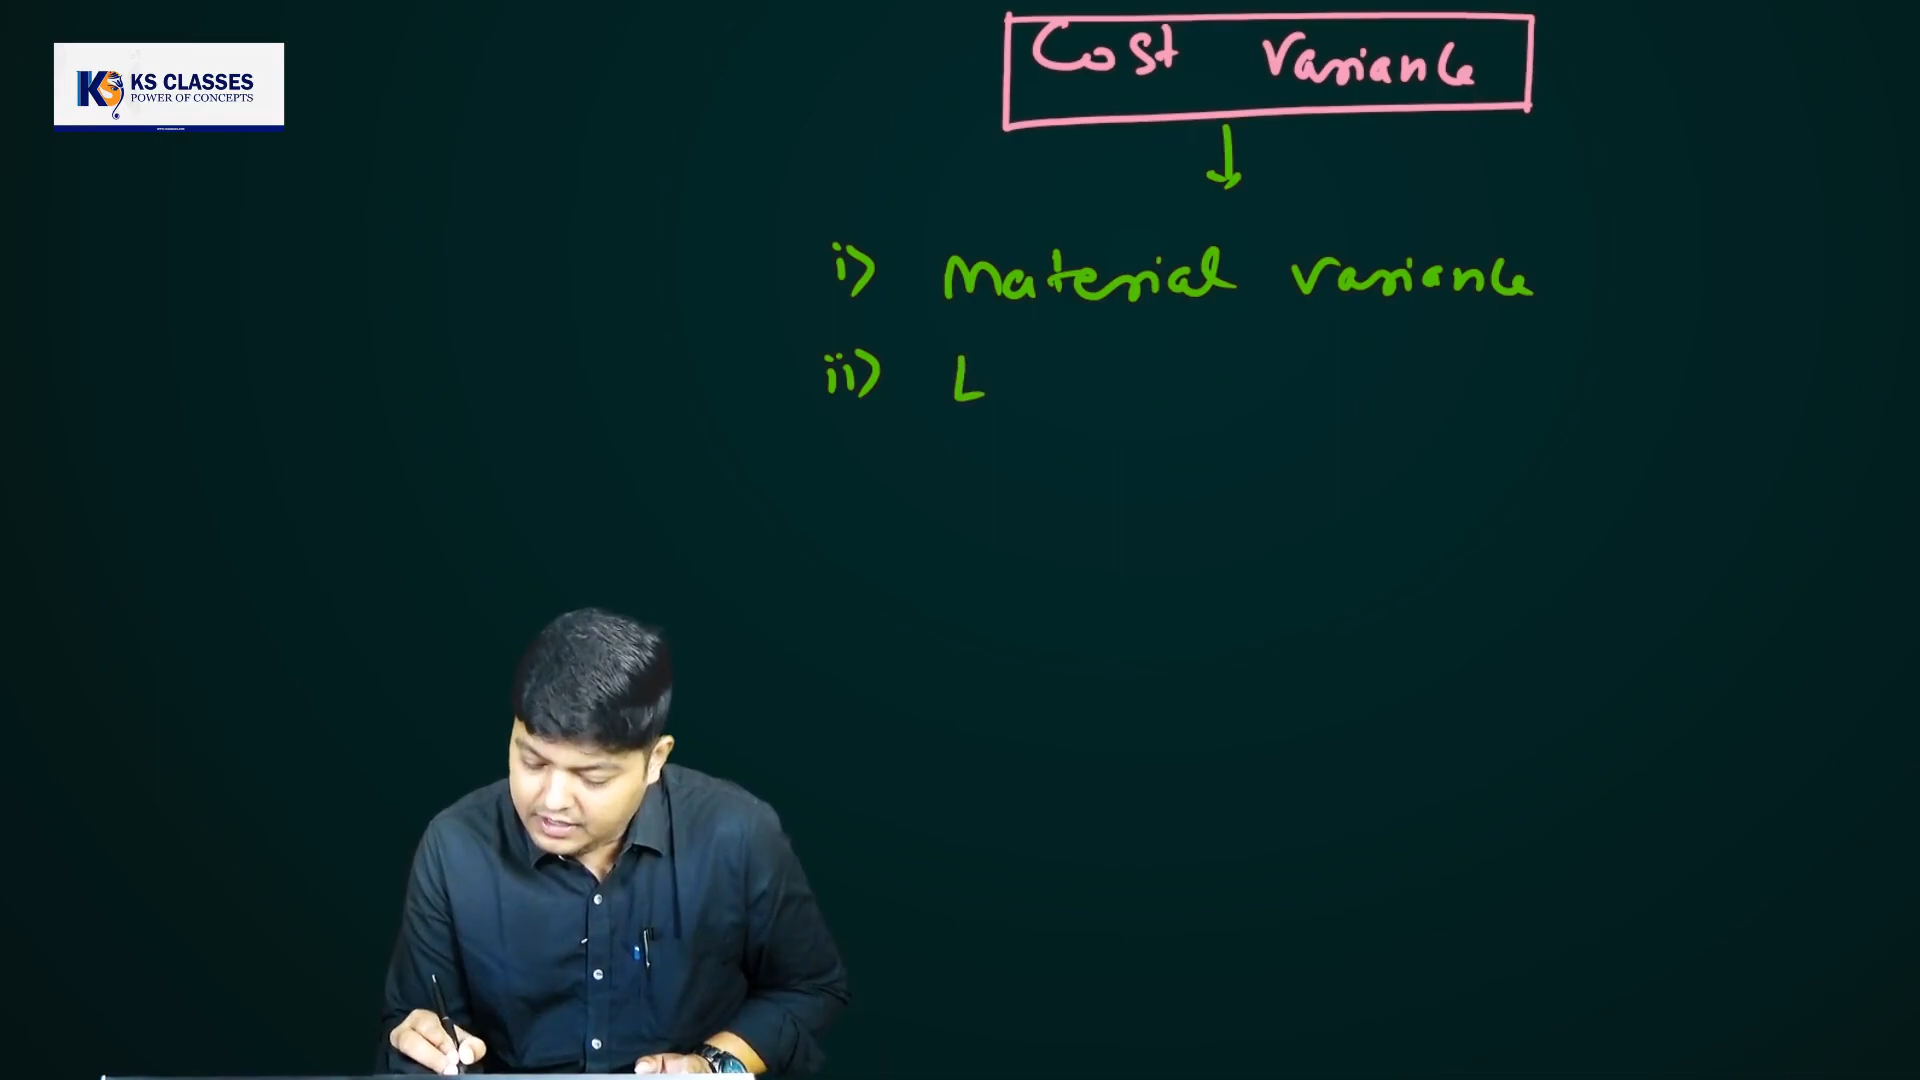 KS CLASSES
POWER OF CONCEPTS
Cost Variance
i) Material Variance
ii) L